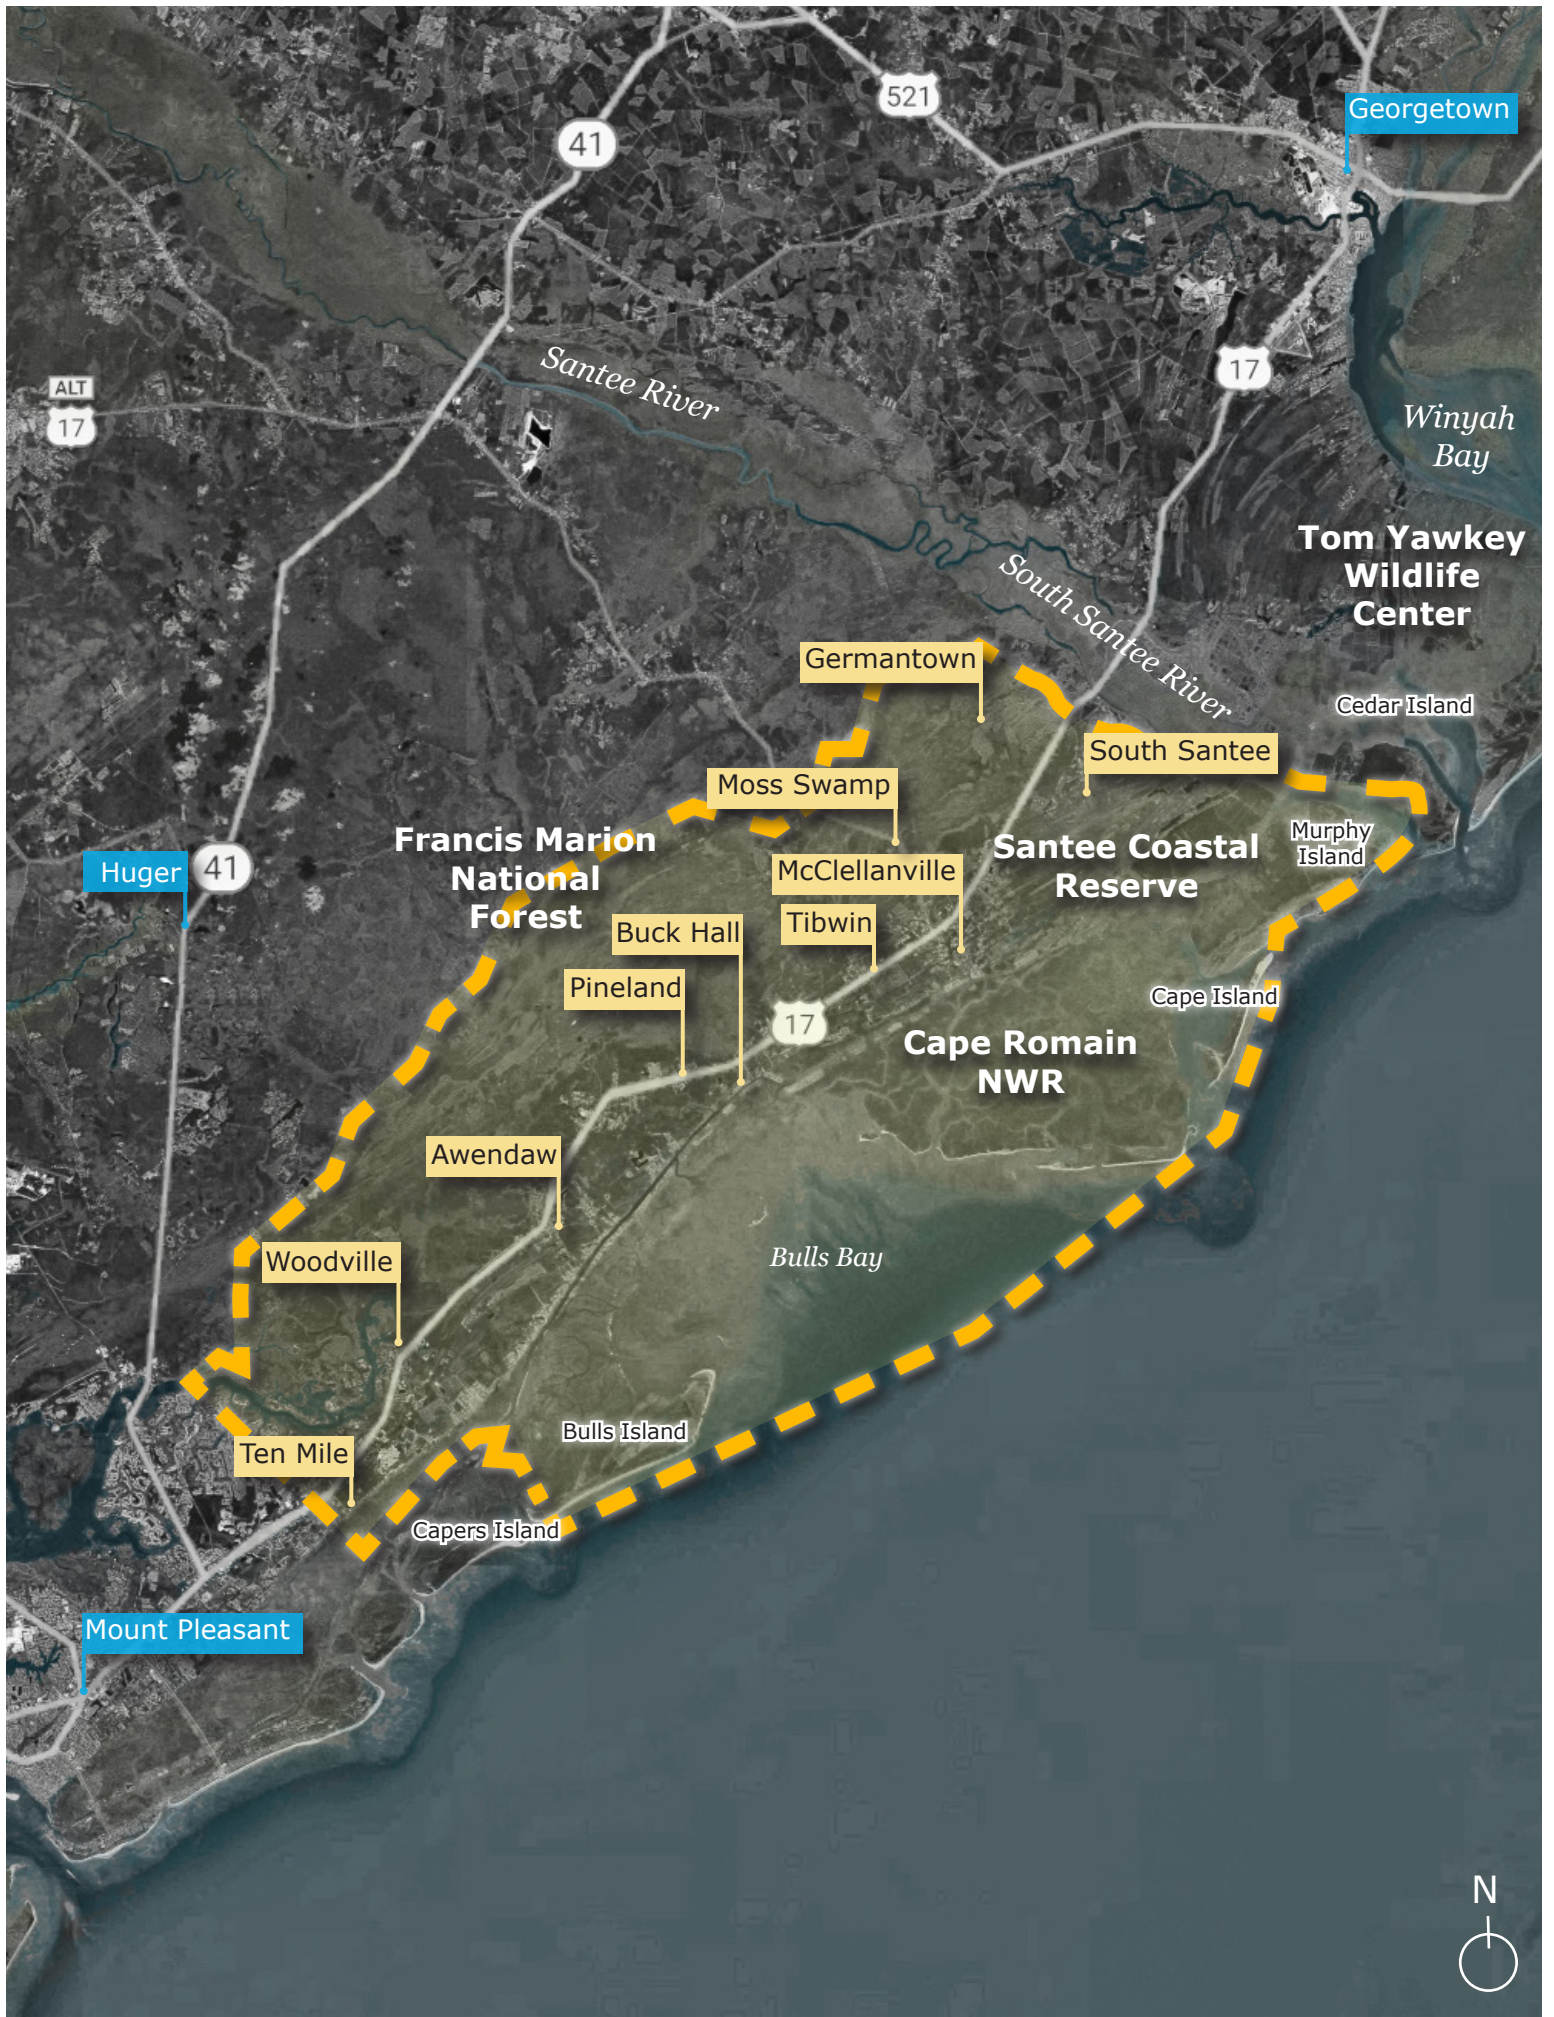 521
Georgetown
41
Santee River
ALT
17
17
Winyah
Bay
Tom Yawkey
Wildlife
Center
South Santee River
Germantown
Cedar Island
South Santee
Moss Swamp
Murphy
Island
Francis Marion
National
Forest
Santee Coastal
Reserve
Huger
41
McClellanville
Tibwin
Buck Hall
Pineland
Cape Island
17
Cape Romain
NWR
Awendaw
Bulls Bay
Woodville
Bulls Island
Ten Mile
Capers Island
Mount Pleasant
N